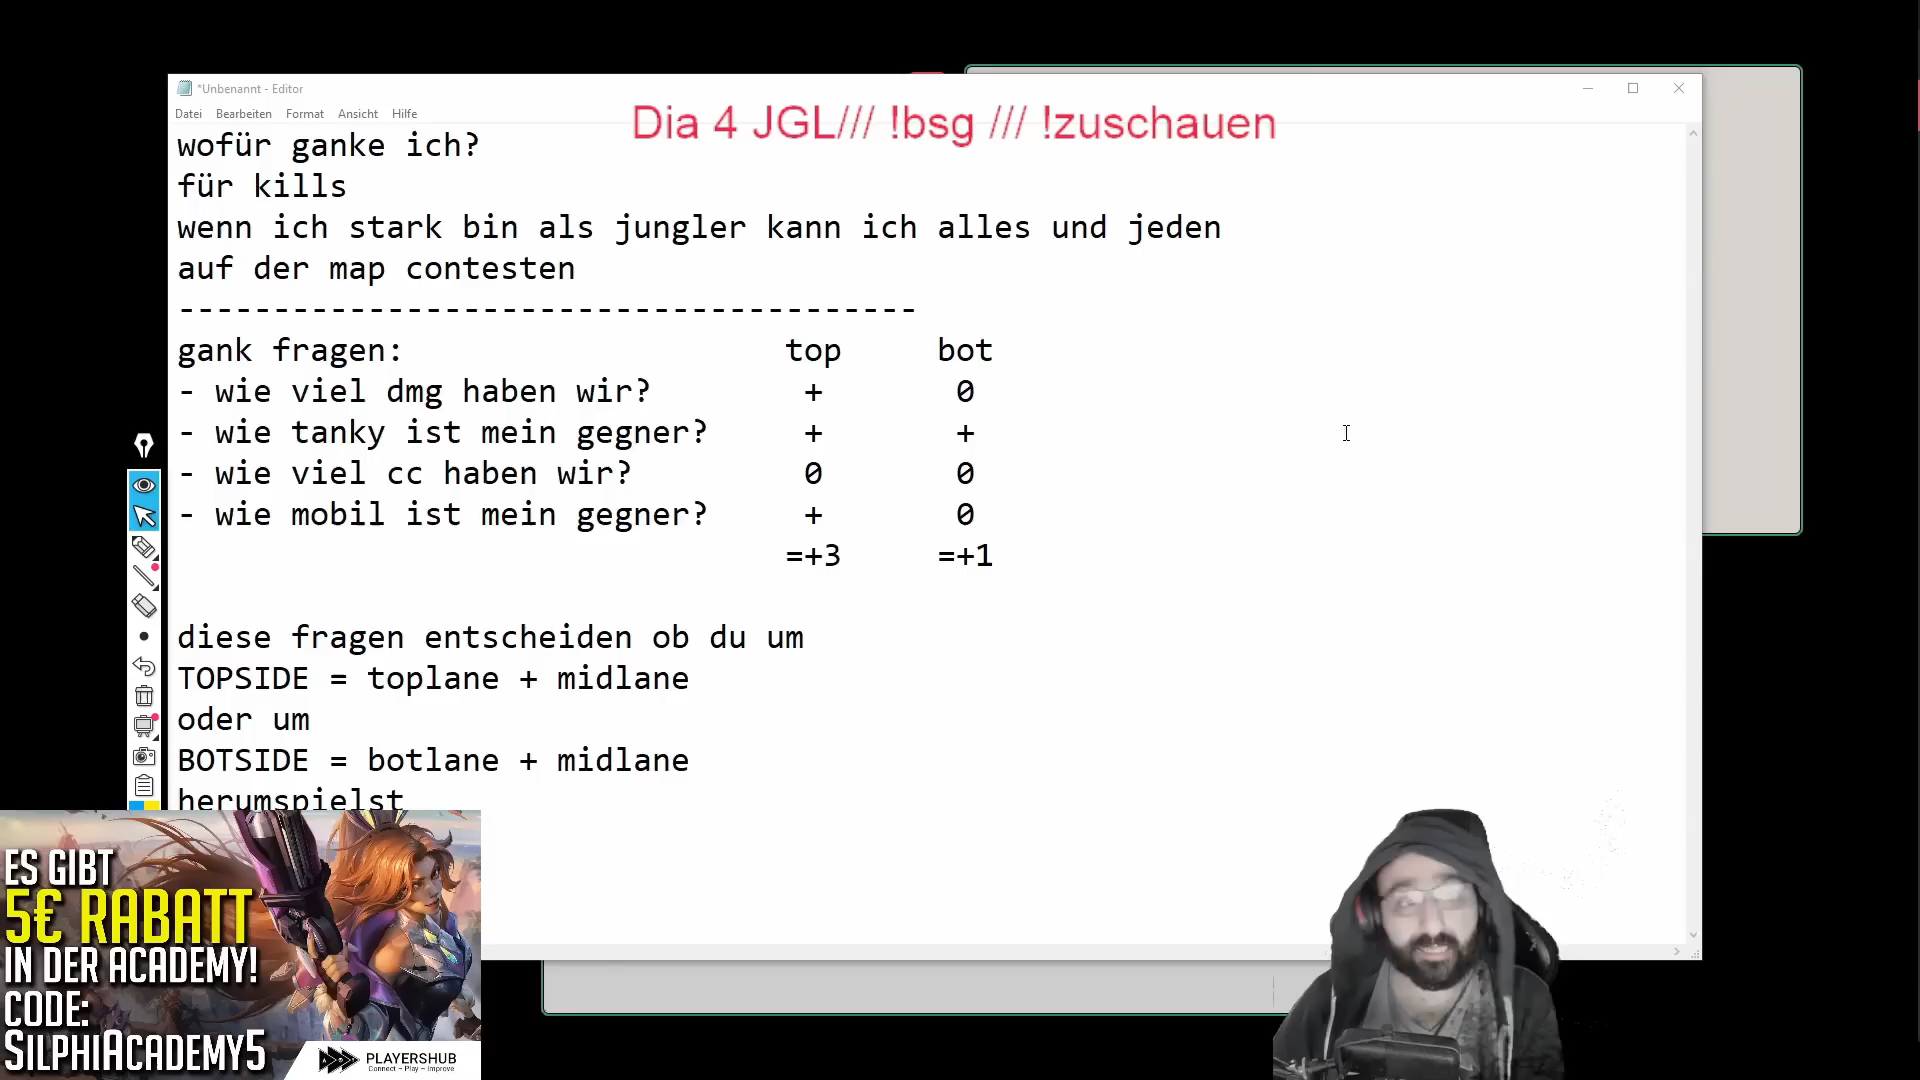 *Unbenannt - Editor
Datei Bearbeiten Format Ansicht Hilfe
Dia 4 JGL/// !bsg /// !zuschauen
wofür ganke ich?
für kills
wenn ich stark bin als jungler kann ich alles und jeden
auf der map contesten
---------------------------------------
gank fragen: top bot
- wie viel dmg haben wir? + 0
- wie tanky ist mein gegner? + +
- wie viel cc haben wir? 0 0
- wie mobil ist mein gegner? + 0
=+3 =+1
diese fragen entscheiden ob du um
TOPSIDE = toplane + midlane
oder um
BOTSIDE = botlane + midlane
herumspielst
ES GIBT
5€ RABATT
IN DER ACADEMY!
CODE:
SILPHIACADEMY5
PLAYERSHUB
Connect - Play - Improve